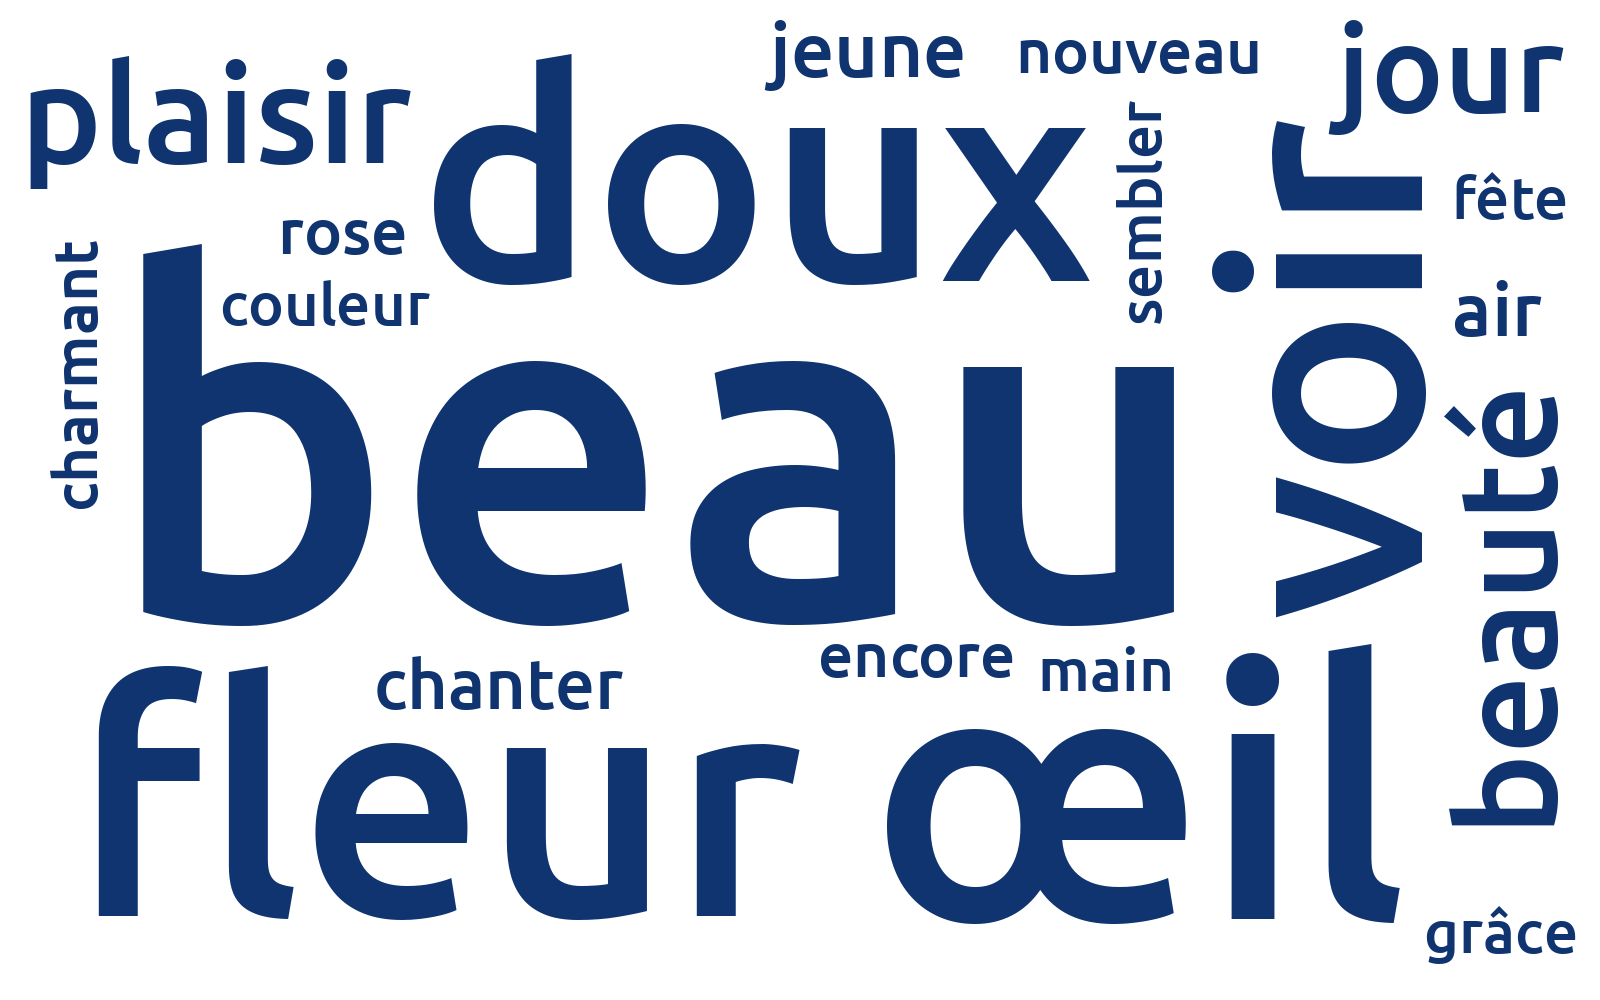 jeune
nouveau
jour
plaisir
doux
sembler
voir
fête
rose
charmant
couleur
air
beau
beauté
encore
main
chanter
fleur
œil
grâce